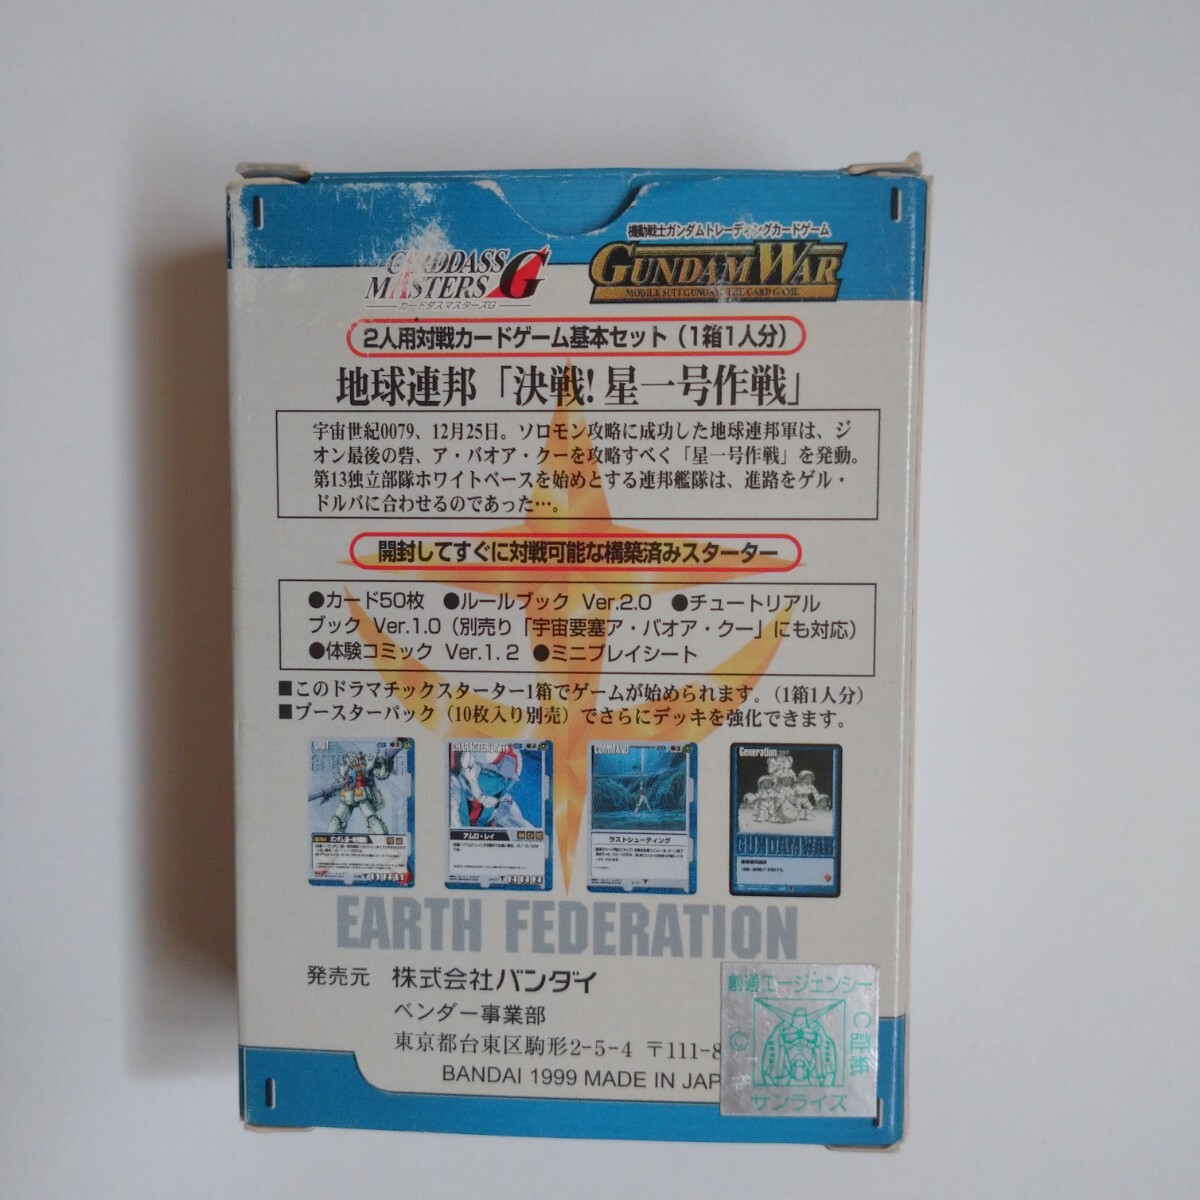 機動戦士ガンダムトレーディングカードゲーム
CARDDASS MASTERS G
カードダスマスターズG
GUNDAM WAR
MOBILE SUIT GUNDAM THE CARD GAME
2人用対戦カードゲーム基本セット（1箱1人分）
地球連邦「決戦!星一号作戦」
宇宙世紀0079、12月25日。ソロモン攻略に成功した地球連邦軍は、ジ
オン最後の砦、ア・バオア・クーを攻略すべく「星一号作戦」を発動。
第13独立部隊ホワイトベースを始めとする連邦艦隊は、進路をゲル・
ドルバに合わせるのであった…。
開封してすぐに対戦可能な構築済みスターター
●カード50枚 ●ルールブック Ver.2.0 ●チュートリアル
ブック Ver.1.0（別売り「宇宙要塞ア・バオア・クー」にも対応）
●体験コミック Ver.1.2 ●ミニプレイシート
■このドラマチックスターター1箱でゲームが始められます。（1箱1人分）
■ブースターパック（10枚入り別売）でさらにデッキを強化できます。
UNIT
CHARACTER
COMMAND
Generation
アムロ・レイ
ラストシューティング
GUNDAM WAR
EARTH FEDERATION
発売元 株式会社バンダイ
ベンダー事業部
東京都台東区駒形2-5-4 〒111-8
BANDAI 1999 MADE IN JAP
創通エージェンシー
C証紙
©
サンライズ